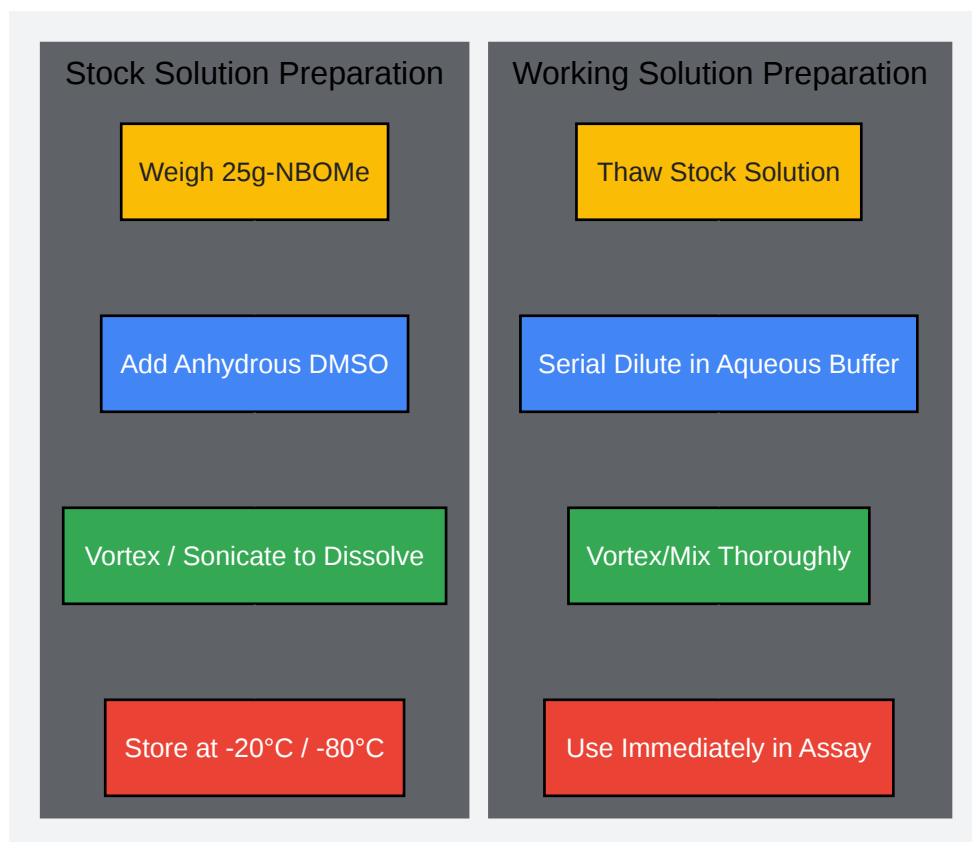 Stock Solution Preparation
Weigh 25g-NBOMe
Add Anhydrous DMSO
Vortex / Sonicate to Dissolve
Store at -20°C / -80°C
Working Solution Preparation
Thaw Stock Solution
Serial Dilute in Aqueous Buffer
Vortex/Mix Thoroughly
Use Immediately in Assay